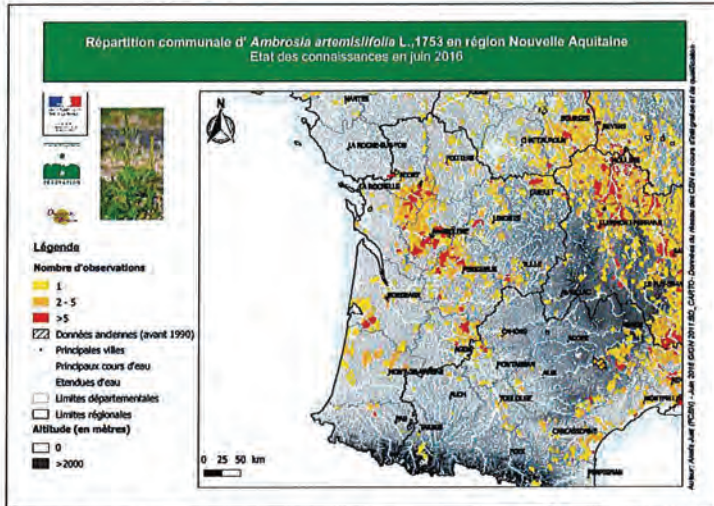 Répartition communale d' Ambrosia artemisiifolia L.,1753 en région Nouvelle Aquitaine
Etat des connaissances en juin 2016
N
NANTES
LA ROCHE-SUR-YON
POITIERS
CHATEAUROUX
BOURGES
NEVERS
MOULINS
NIORT
LA ROCHELLE
GUERET
LIMOGES
ANGOULEME
CLERMONT-FERRAND
PERIGUEUX
TULLE
AURILLAC
BORDEAUX
CAHORS
RODEZ
AGEN
MONTAUBAN
MONT-DE-MARSAN
ALBI
AUCH
TOULOUSE
MONTPELLIER
PAU
TARBES
CARCASSONNE
FOIX
PERPIGNAN
Légende
Nombre d'observations
1
2 - 5
>5
Données anciennes (avant 1990)
Principales villes
Principaux cours d'eau
Etendues d'eau
Limites départementales
Limites régionales
Altitude (en mètres)
0
>2000
0 25 50 km